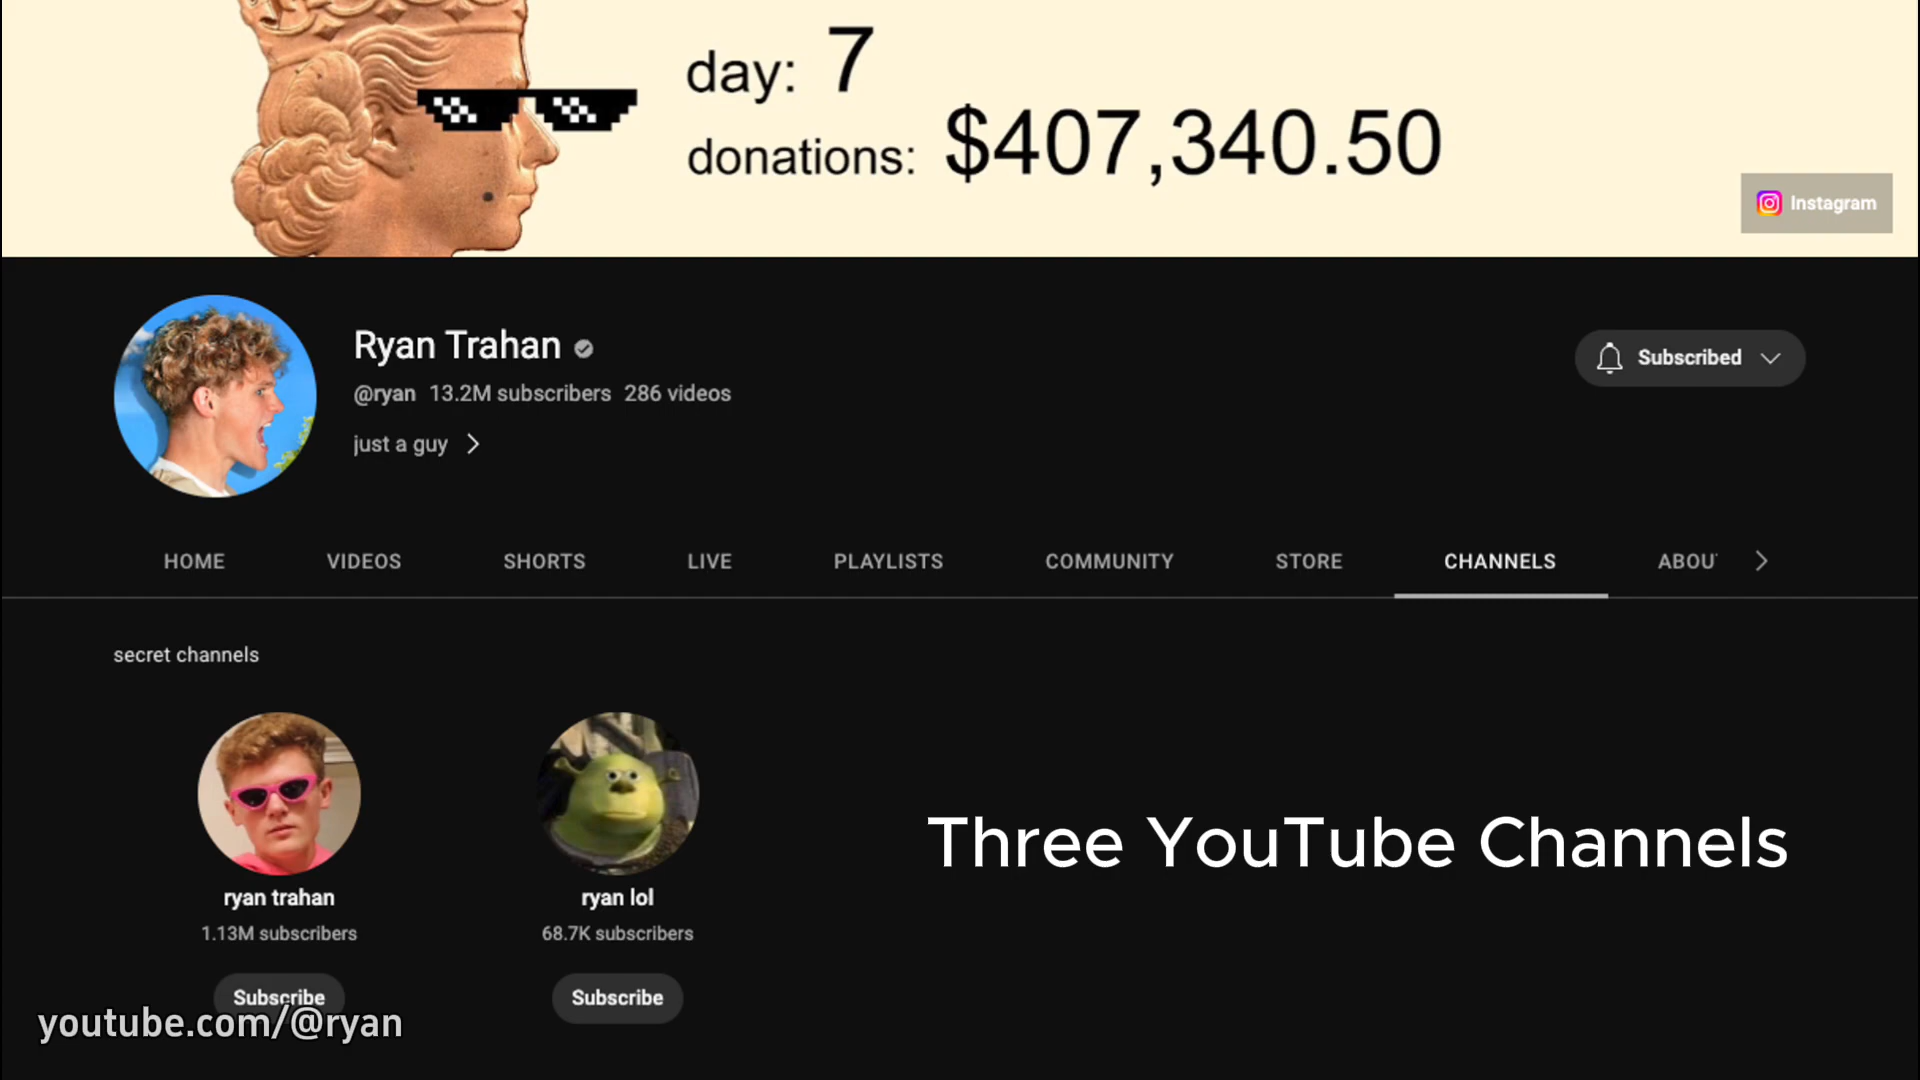 day: 7
donations: $407,340.50
Instagram
Ryan Trahan
@ryan 13.2M subscribers 286 videos
just a guy
Subscribed
HOME VIDEOS SHORTS LIVE PLAYLISTS COMMUNITY STORE CHANNELS ABOU
secret channels
ryan trahan
1.13M subscribers
Subscribe
ryan lol
68.7K subscribers
Subscribe
Three YouTube Channels
youtube.com/@ryan